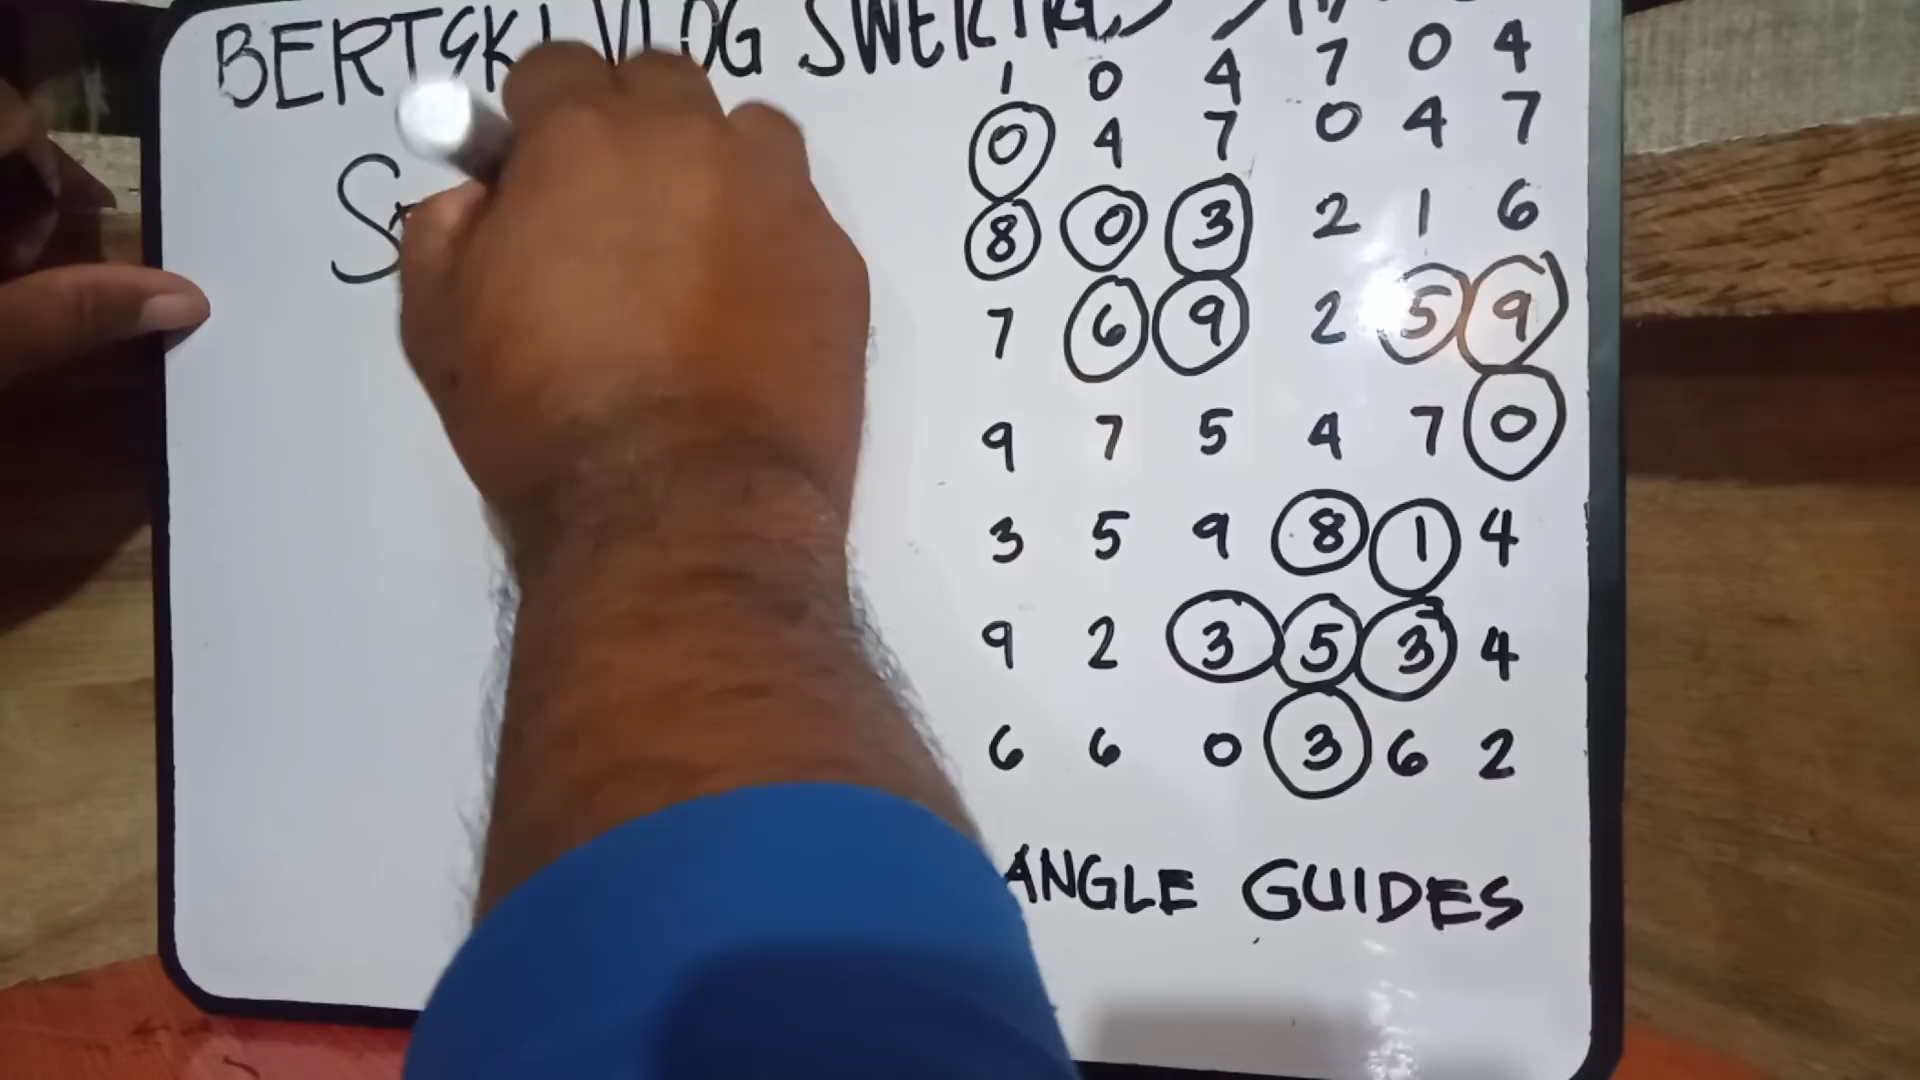 BERTSKI VLOG SWERTRES
1 0 4 7 0 4
0 4 7 0 4 7
8 0 3 2 1 6
7 6 9 2 5 9
9 7 5 4 7 0
3 5 9 8 1 4
9 2 3 5 3 4
6 6 0 3 6 2
ANGLE GUIDES